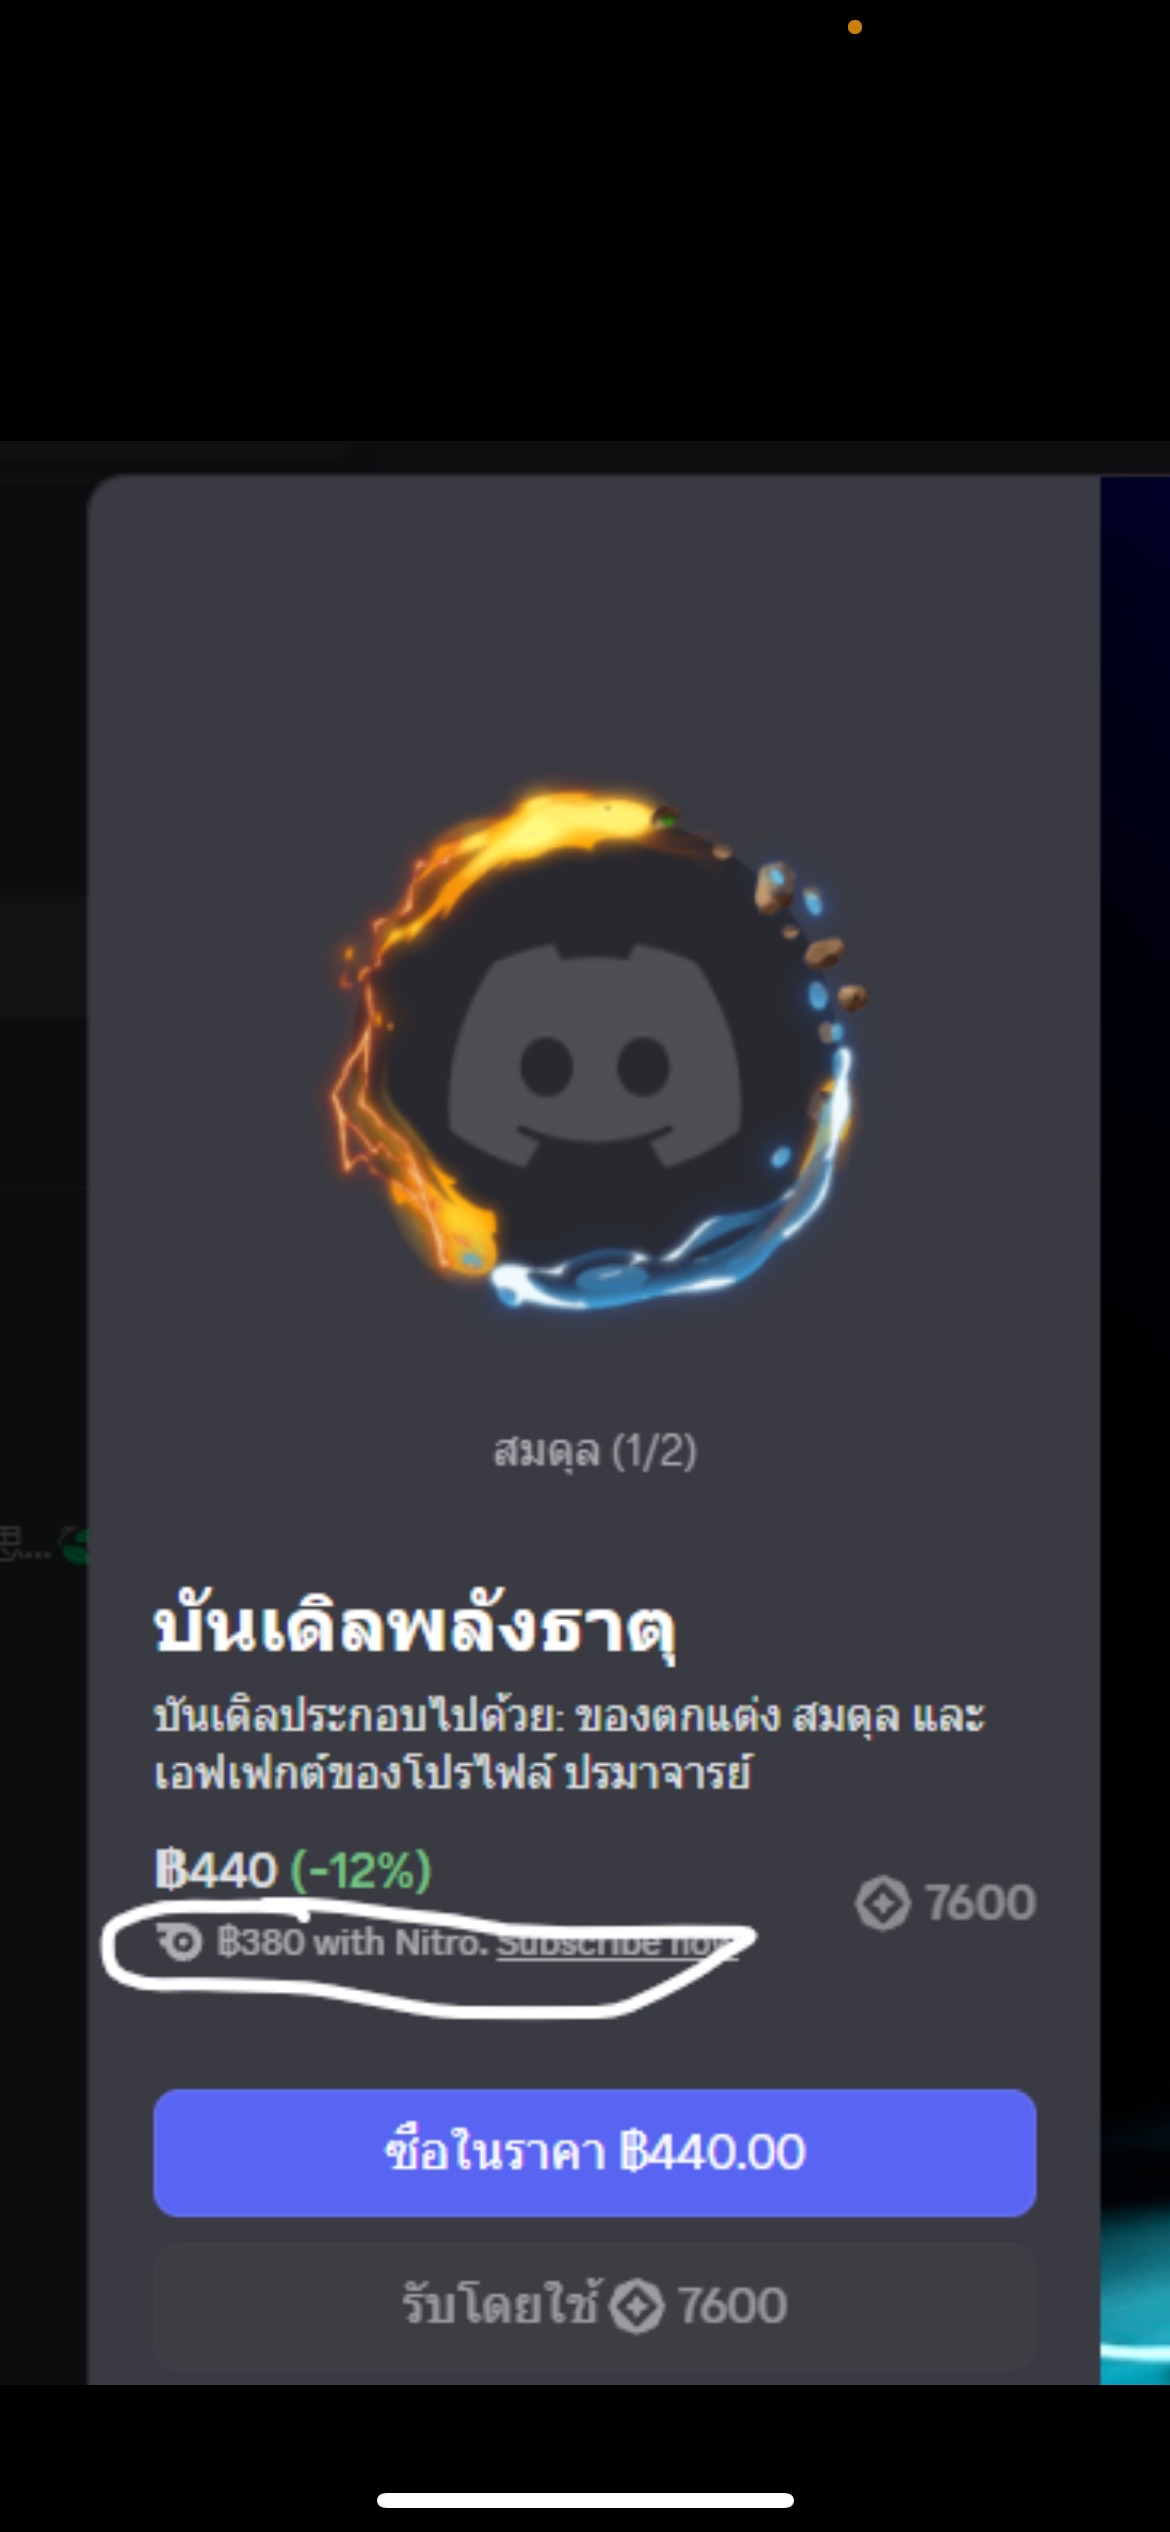 สมดุล (1/2)
บันเดิลพลังธาตุ
บันเดิลประกอบไปด้วย: ของตกแต่ง สมดุล และ
เอฟเฟกต์ของโปรไฟล์ ปรมาจารย์
฿440 (-12%)
7600
฿380 with Nitro. Subscribe now
ซื้อในราคา ฿440.00
รับโดยใช้ 7600